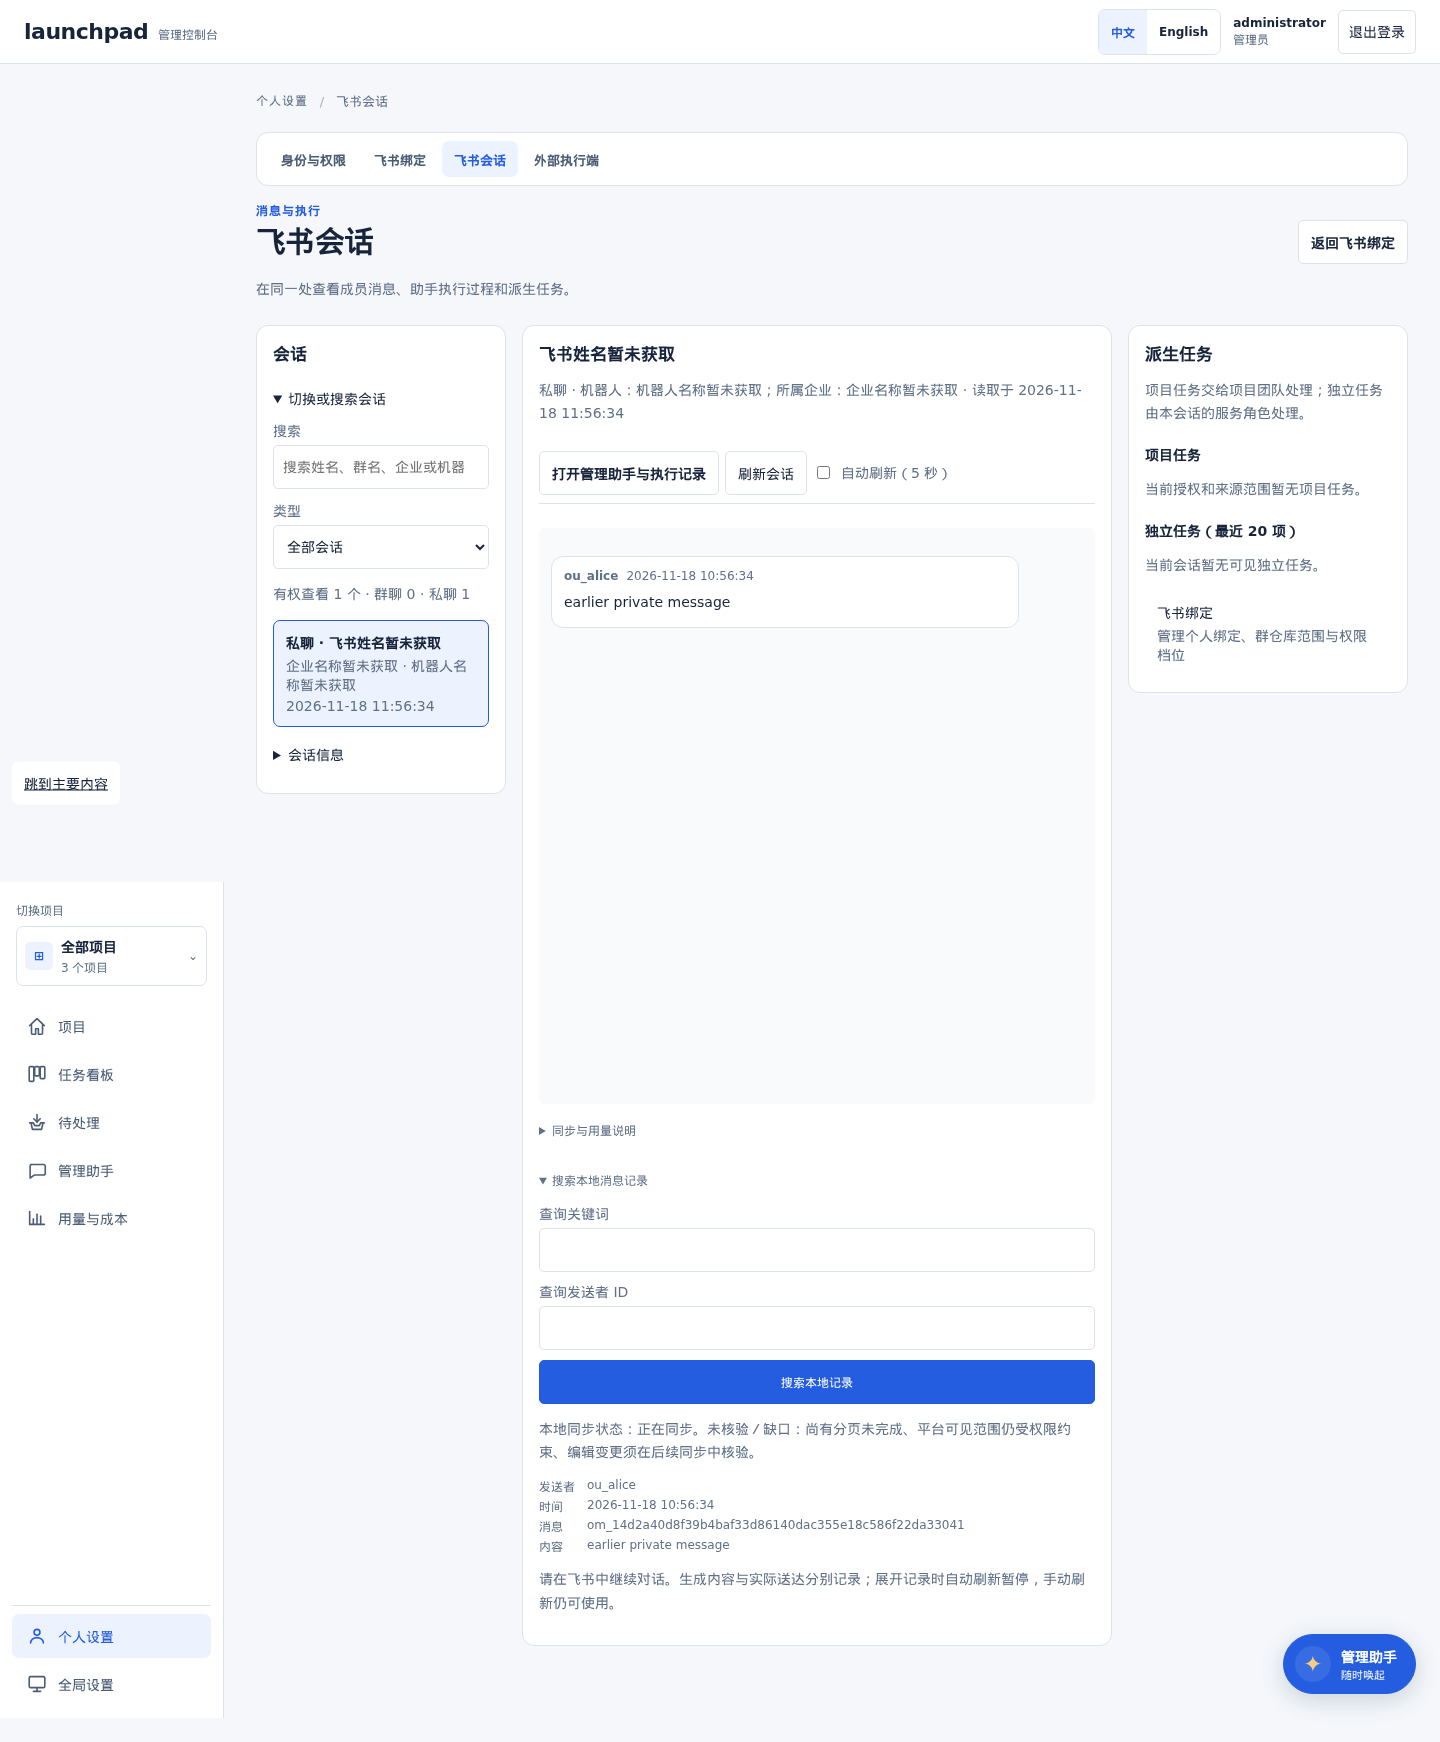 launchpad 管理控制台
中文 English
administrator
管理员
退出登录
个人设置 / 飞书会话
身份与权限 飞书绑定 飞书会话 外部执行端
消息与执行
飞书会话
返回飞书绑定
在同一处查看成员消息、助手执行过程和派生任务。
会话
▼ 切换或搜索会话
搜索
搜索姓名、群名、企业或机器
类型
全部会话
有权查看 1 个 · 群聊 0 · 私聊 1
私聊 · 飞书姓名暂未获取
企业名称暂未获取 · 机器人名
称暂未获取
2026-11-18 11:56:34
▶ 会话信息
飞书姓名暂未获取
私聊 · 机器人：机器人名称暂未获取；所属企业：企业名称暂未获取 · 读取于 2026-11-
18 11:56:34
打开管理助手与执行记录 刷新会话 自动刷新（5 秒）
ou_alice 2026-11-18 10:56:34
earlier private message
▶ 同步与用量说明
▼ 搜索本地消息记录
查询关键词
查询发送者 ID
搜索本地记录
本地同步状态：正在同步。未核验 / 缺口：尚有分页未完成、平台可见范围仍受权限约
束、编辑变更须在后续同步中核验。
发送者 ou_alice
时间 2026-11-18 10:56:34
消息 om_14d2a40d8f39b4baf33d86140dac355e18c586f22da33041
内容 earlier private message
请在飞书中继续对话。生成内容与实际送达分别记录；展开记录时自动刷新暂停，手动刷
新仍可使用。
派生任务
项目任务交给项目团队处理；独立任务
由本会话的服务角色处理。
项目任务
当前授权和来源范围暂无项目任务。
独立任务（最近 20 项）
当前会话暂无可见独立任务。
飞书绑定
管理个人绑定、群仓库范围与权限
档位
跳到主要内容
切换项目
全部项目
3 个项目
项目
任务看板
待处理
管理助手
用量与成本
个人设置
全局设置
管理助手
随时唤起